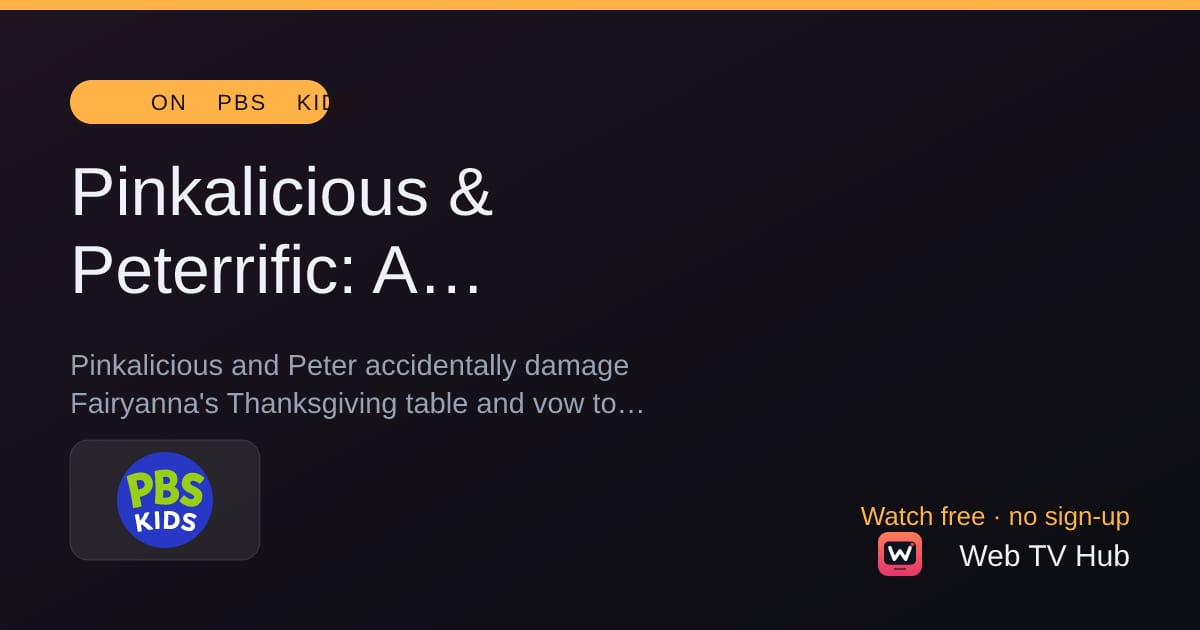 ON PBS KIDS
Pinkalicious &
Peterrific: A…
Pinkalicious and Peter accidentally damage
Fairyanna's Thanksgiving table and vow to…
PBS
KIDS
Watch free · no sign-up
W
Web TV Hub